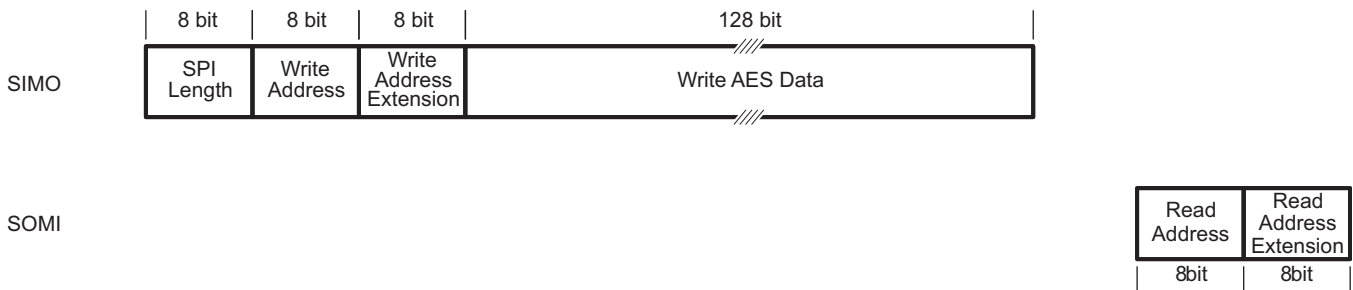 8 bit 8 bit 8 bit 128 bit
SIMO
SPI
Length
Write
Address
Write
Address
Extension
Write AES Data
SOMI
Read
Address
Read
Address
Extension
8bit 8bit